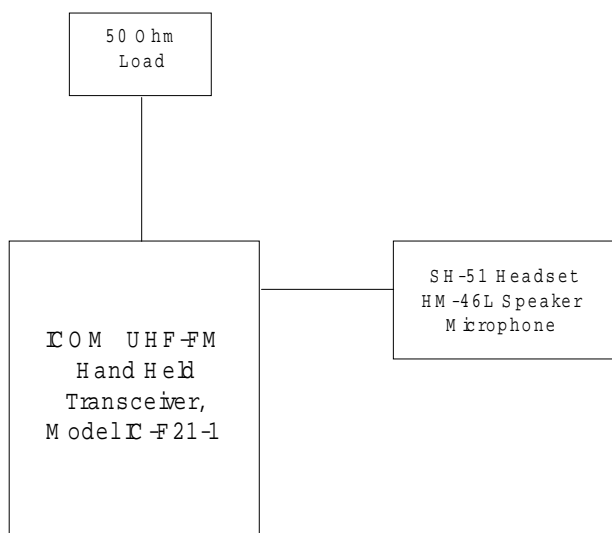 50 Ohm
Load
SH-51 Headset
HM-46L Speaker
Microphone
ICOM UHF-FM
Hand Held
Transceiver,
Model IC-F21-1